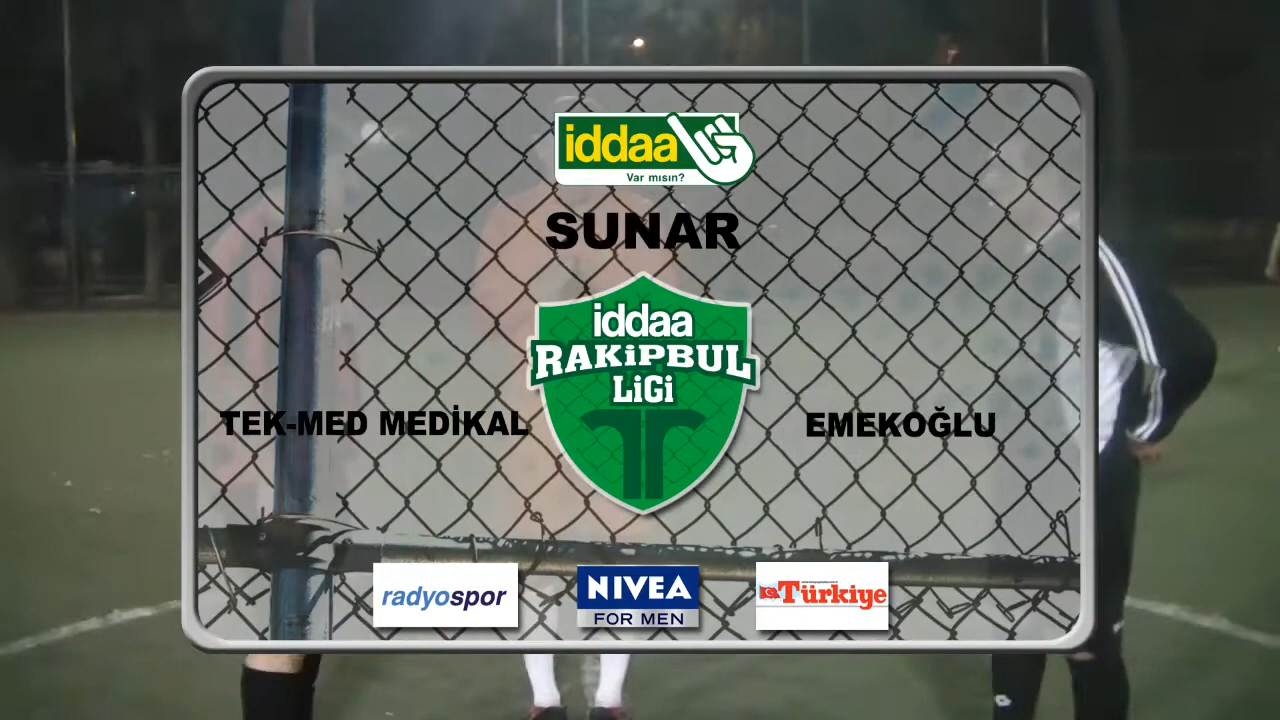 iddaa
Var mısın?
SUNAR
iddaa
RAKiPBUL
LiGi
TEK-MED MEDİKAL
EMEKOĞLU
radyospor
NIVEA
FOR MEN
Türkiye